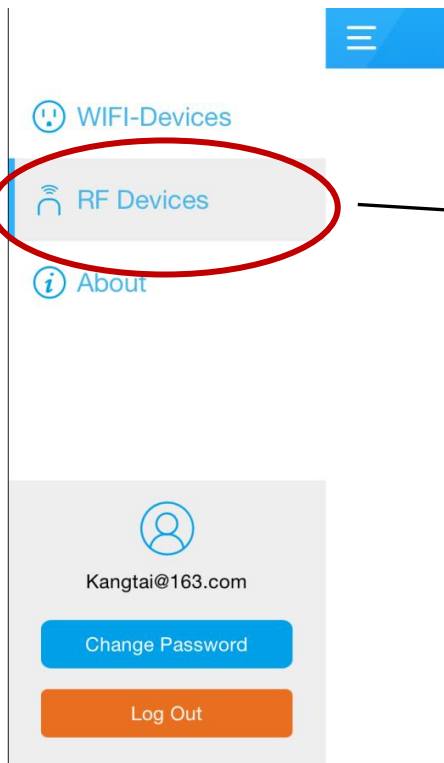 WIFI-Devices
RF Devices
About
Kangtai@163.com
Change Password
Log Out